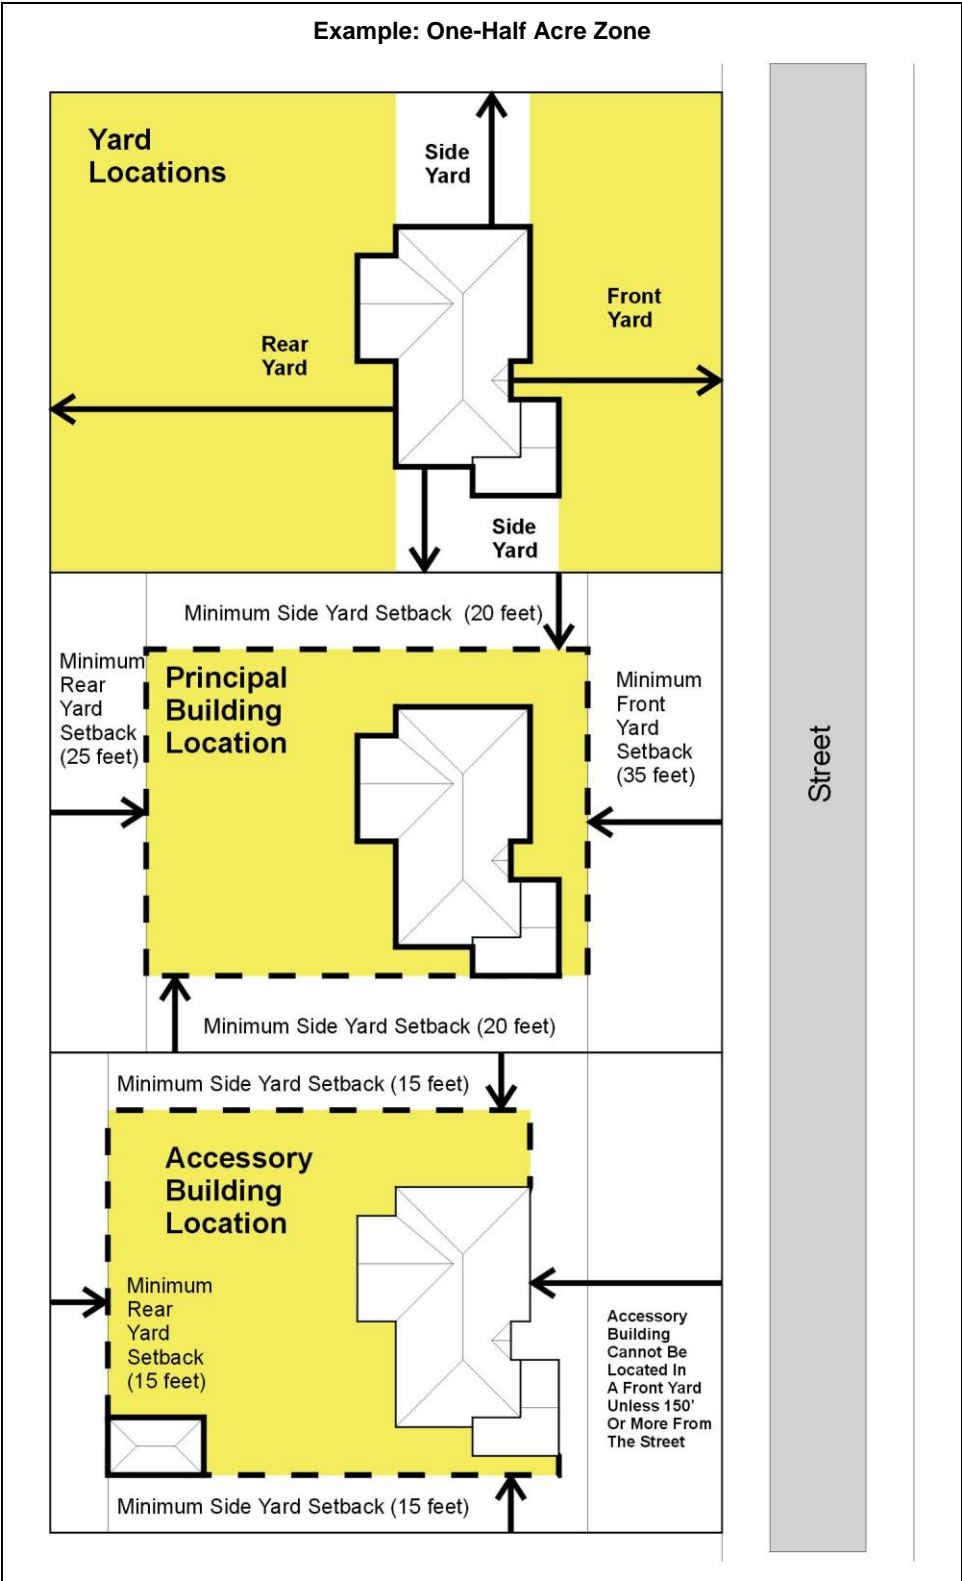 Example: One-Half Acre Zone
Yard
Locations
Side
Yard
Front
Yard
Rear
Yard
Side
Yard
Minimum Side Yard Setback (20 feet)
Minimum
Rear
Yard
Setback
(25 feet)
Principal
Building
Location
Minimum
Front
Yard
Setback
(35 feet)
Street
Minimum Side Yard Setback (20 feet)
Minimum Side Yard Setback (15 feet)
Accessory
Building
Location
Minimum
Rear
Yard
Setback
(15 feet)
Accessory
Building
Cannot Be
Located In
A Front Yard
Unless 150'
Or More From
The Street
Minimum Side Yard Setback (15 feet)